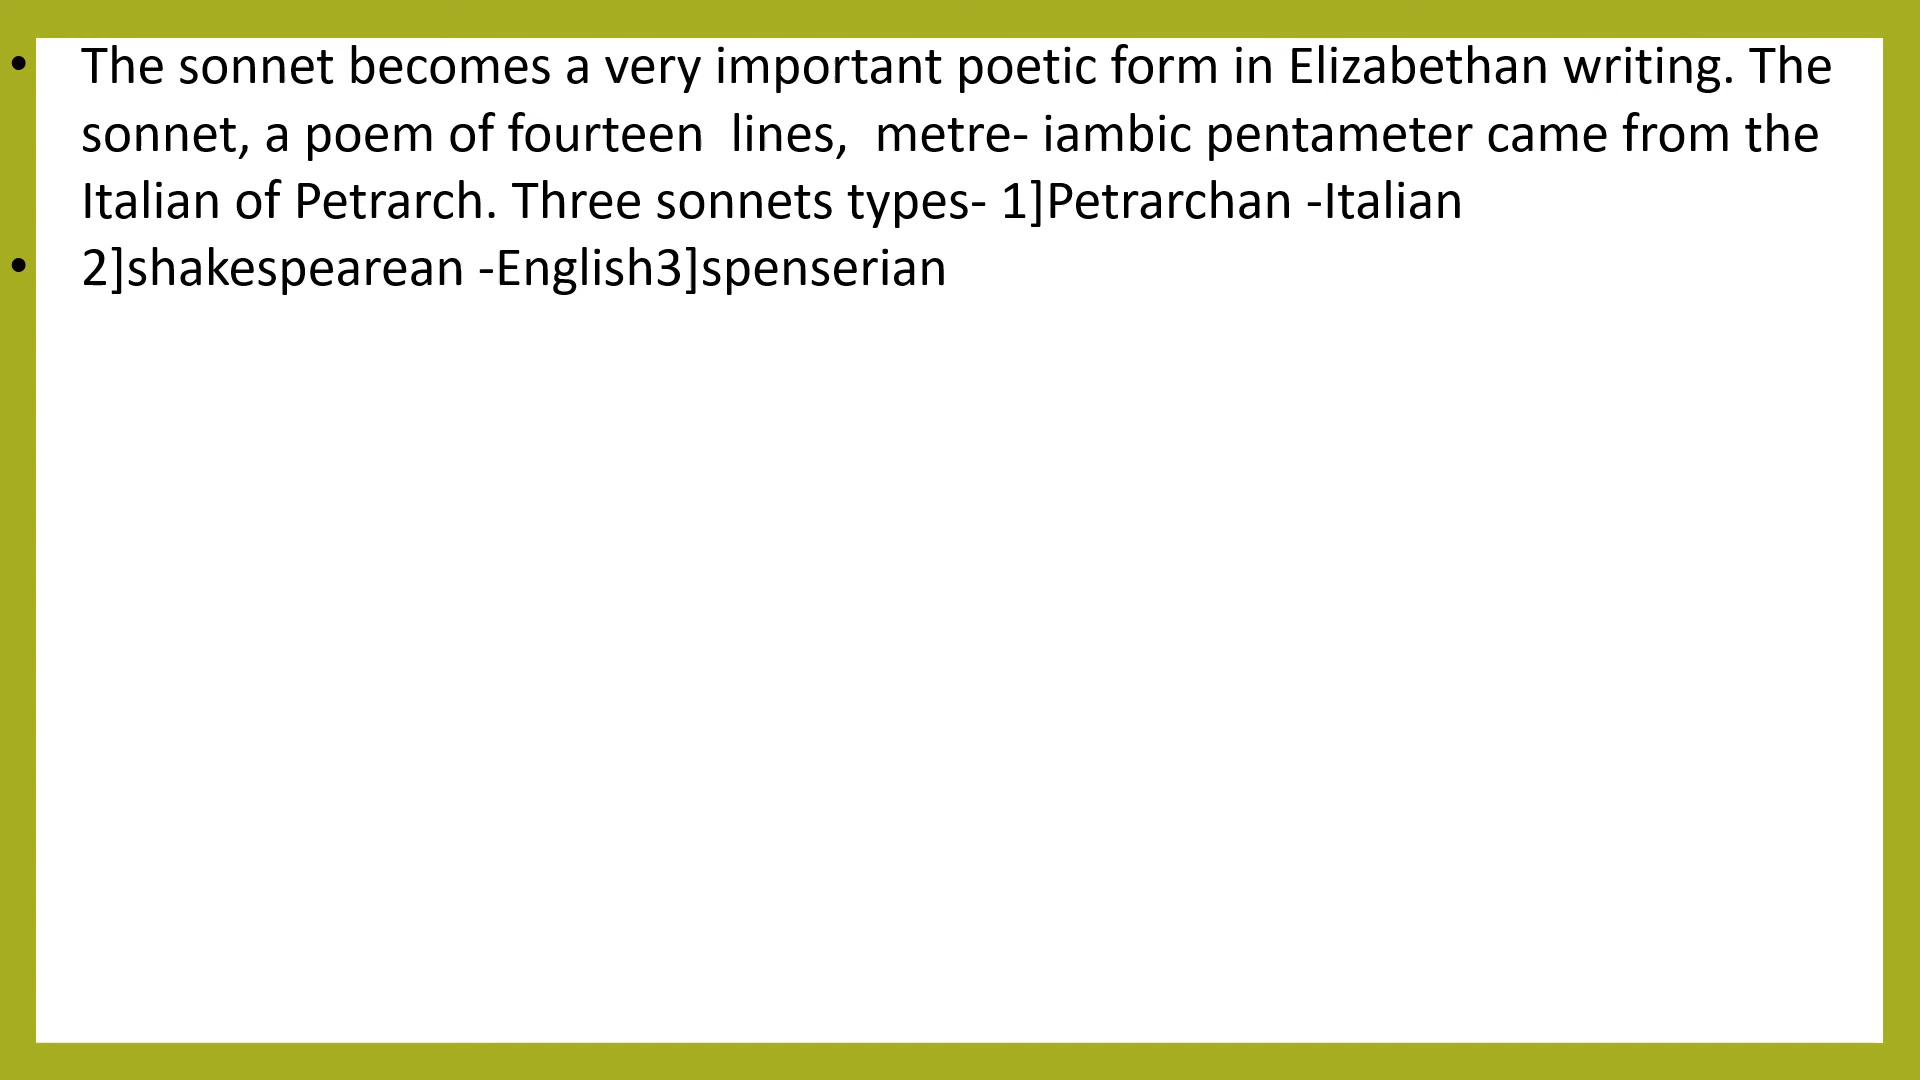 • The sonnet becomes a very important poetic form in Elizabethan writing. The
sonnet, a poem of fourteen  lines,  metre- iambic pentameter came from the
Italian of Petrarch. Three sonnets types- 1]Petrarchan -Italian
• 2]shakespearean -English3]spenserian